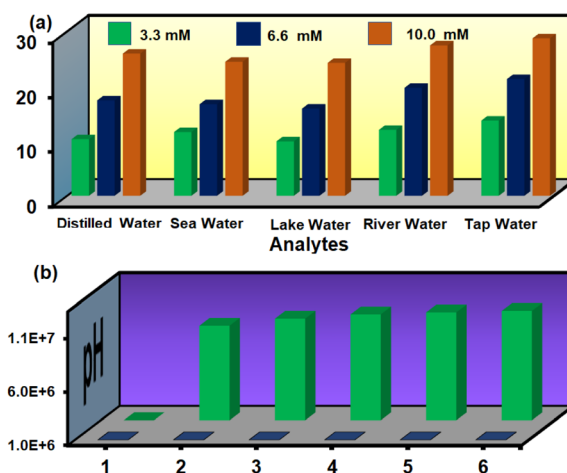 (a)
30
3.3 mM 6.6 mM 10.0 mM
20
10
0
Distilled Water Sea Water Lake Water River Water Tap Water
Analytes
(b)
1.1E+7
pH
6.0E+6
1.0E+6
1 2 3 4 5 6